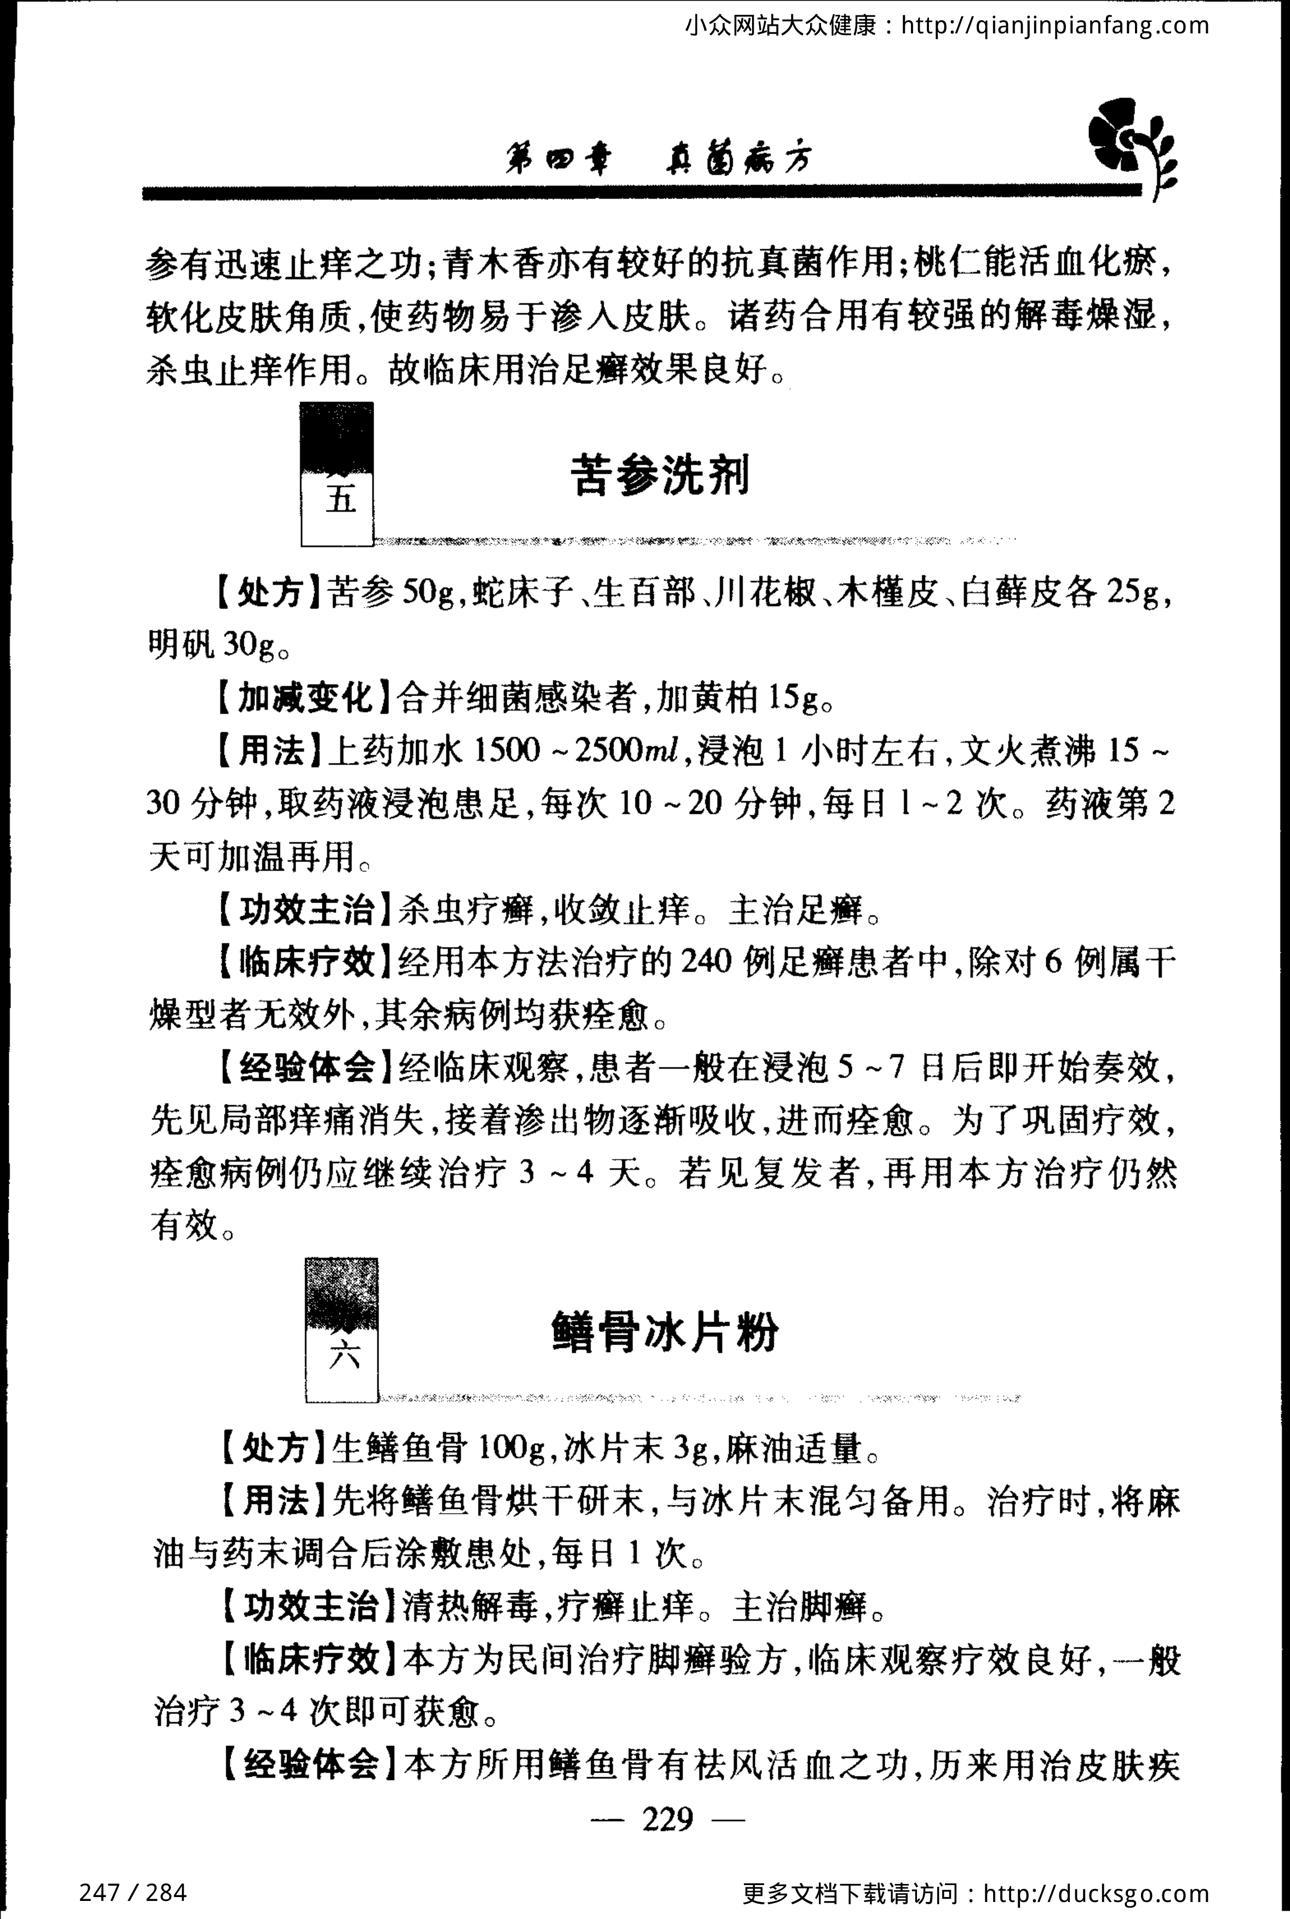 小众网站大众健康：http://qianjinpianfang.com
第四章 真菌病方
参有迅速止痒之功；青木香亦有较好的抗真菌作用；桃仁能活血化瘀，
软化皮肤角质，使药物易于渗入皮肤。诸药合用有较强的解毒燥湿，
杀虫止痒作用。故临床用治足癣效果良好。
五
苦参洗剂
【处方】苦参 50g，蛇床子、生百部、川花椒、木槿皮、白藓皮各 25g，
明矾 30g。
【加减变化】合并细菌感染者，加黄柏 15g。
【用法】上药加水 1500 ~ 2500ml，浸泡 1 小时左右，文火煮沸 15 ~
30 分钟，取药液浸泡患足，每次 10 ~ 20 分钟，每日 1 ~ 2 次。药液第 2
天可加温再用。
【功效主治】杀虫疗癣，收敛止痒。主治足癣。
【临床疗效】经用本方法治疗的 240 例足癣患者中，除对 6 例属干
燥型者无效外，其余病例均获痊愈。
【经验体会】经临床观察，患者一般在浸泡 5 ~ 7 日后即开始奏效，
先见局部痒痛消失，接着渗出物逐渐吸收，进而痊愈。为了巩固疗效，
痊愈病例仍应继续治疗 3 ~ 4 天。若见复发者，再用本方治疗仍然
有效。
六
鳝骨冰片粉
【处方】生鳝鱼骨 100g，冰片末 3g，麻油适量。
【用法】先将鳝鱼骨烘干研末，与冰片末混匀备用。治疗时，将麻
油与药末调合后涂敷患处，每日 1 次。
【功效主治】清热解毒，疗癣止痒。主治脚癣。
【临床疗效】本方为民间治疗脚癣验方，临床观察疗效良好，一般
治疗 3 ~ 4 次即可获愈。
【经验体会】本方所用鳝鱼骨有祛风活血之功，历来用治皮肤疾
— 229 —
247 / 284
更多文档下载请访问：http://ducksgo.com